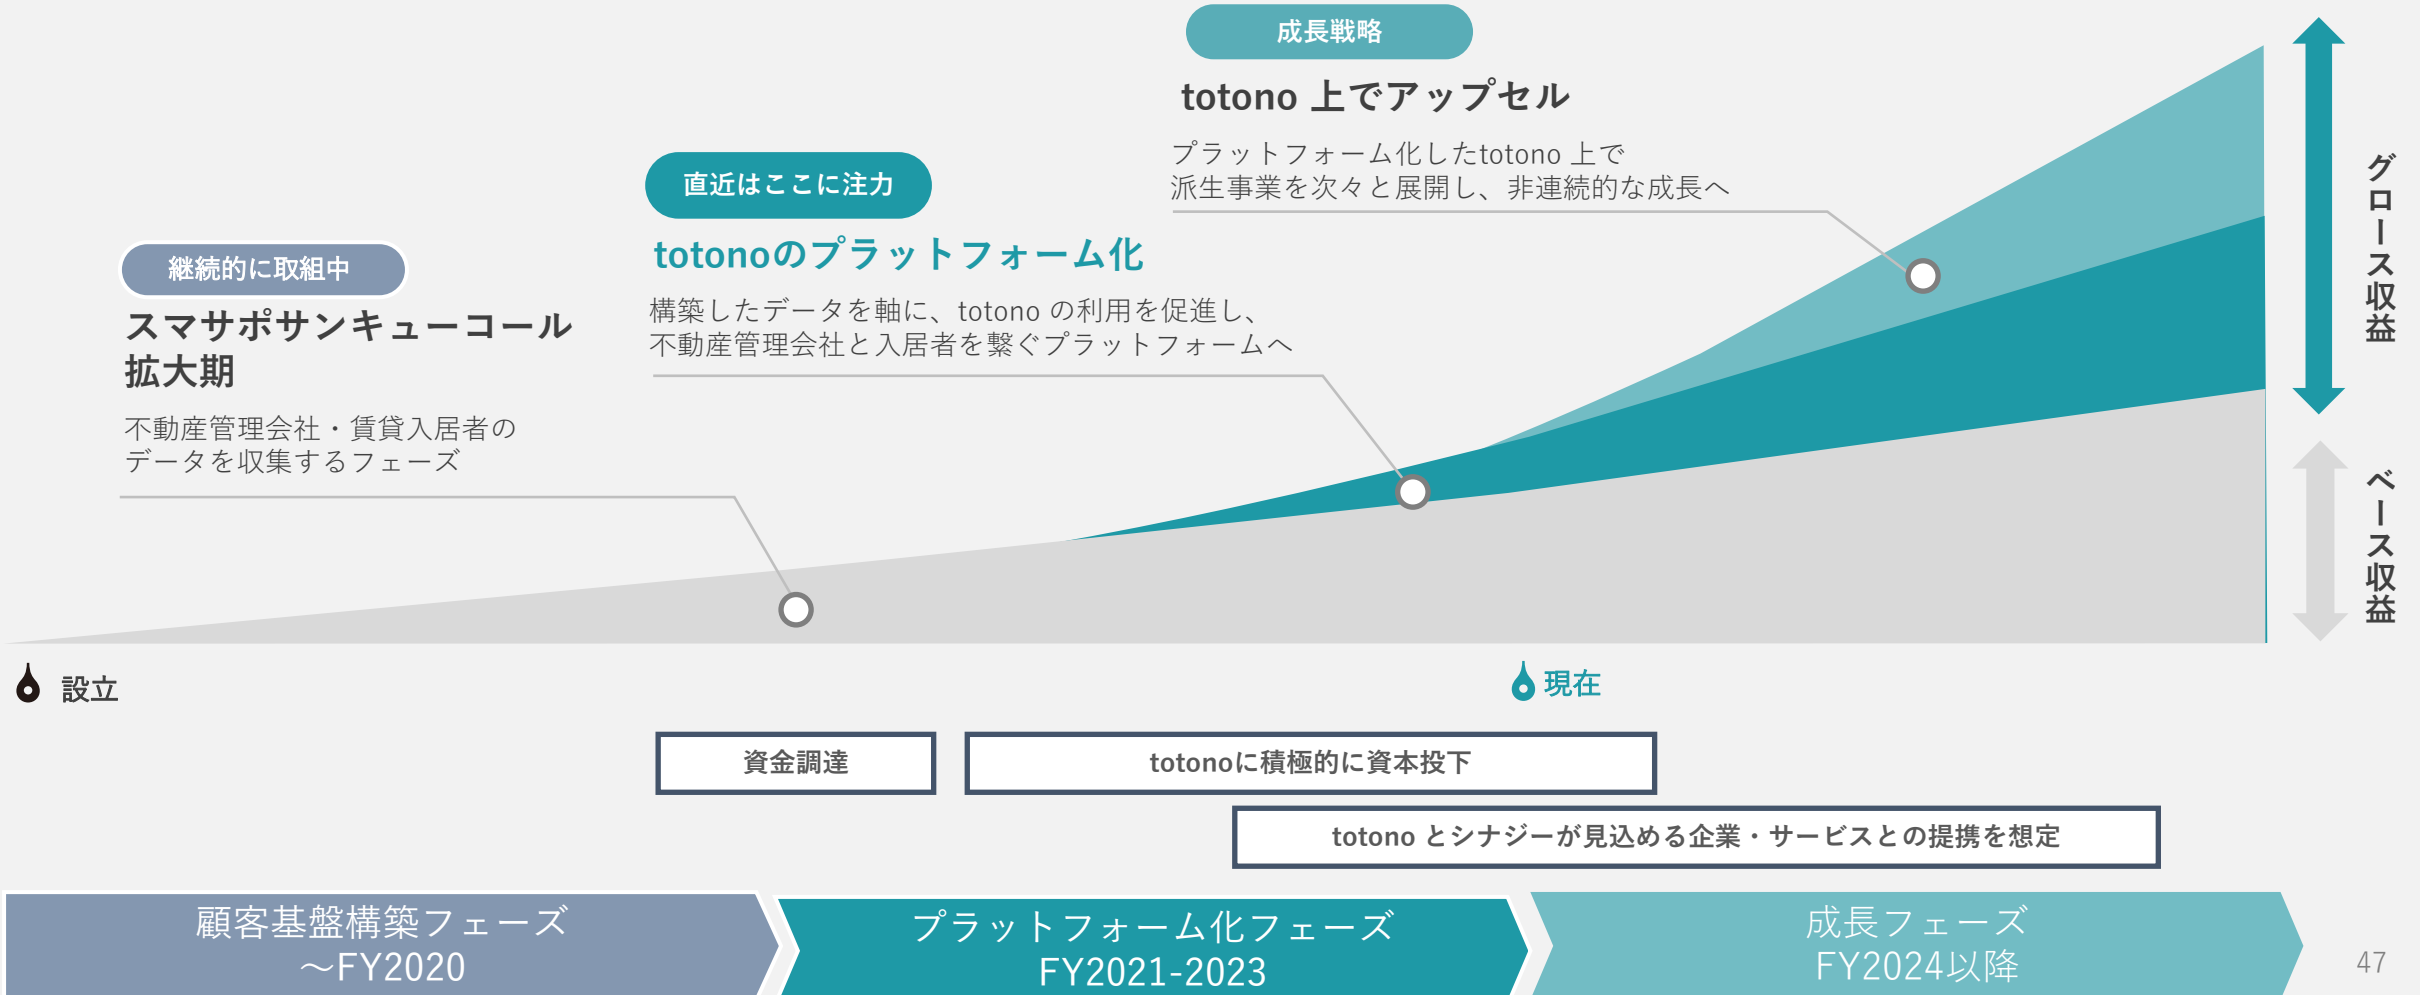 成長戦略
totono 上でアップセル
プラットフォーム化したtotono 上で
派生事業を次々と展開し、非連続的な成長へ
直近はここに注力
totonoのプラットフォーム化
構築したデータを軸に、totono の利用を促進し、
不動産管理会社と入居者を繋ぐプラットフォームへ
継続的に取組中
スマサポサンキューコール
拡大期
不動産管理会社・賃貸入居者の
データを収集するフェーズ
グロース収益
ベース収益
設立
現在
資金調達
totonoに積極的に資本投下
totono とシナジーが見込める企業・サービスとの提携を想定
顧客基盤構築フェーズ
～FY2020
プラットフォーム化フェーズ
FY2021-2023
成長フェーズ
FY2024以降
47